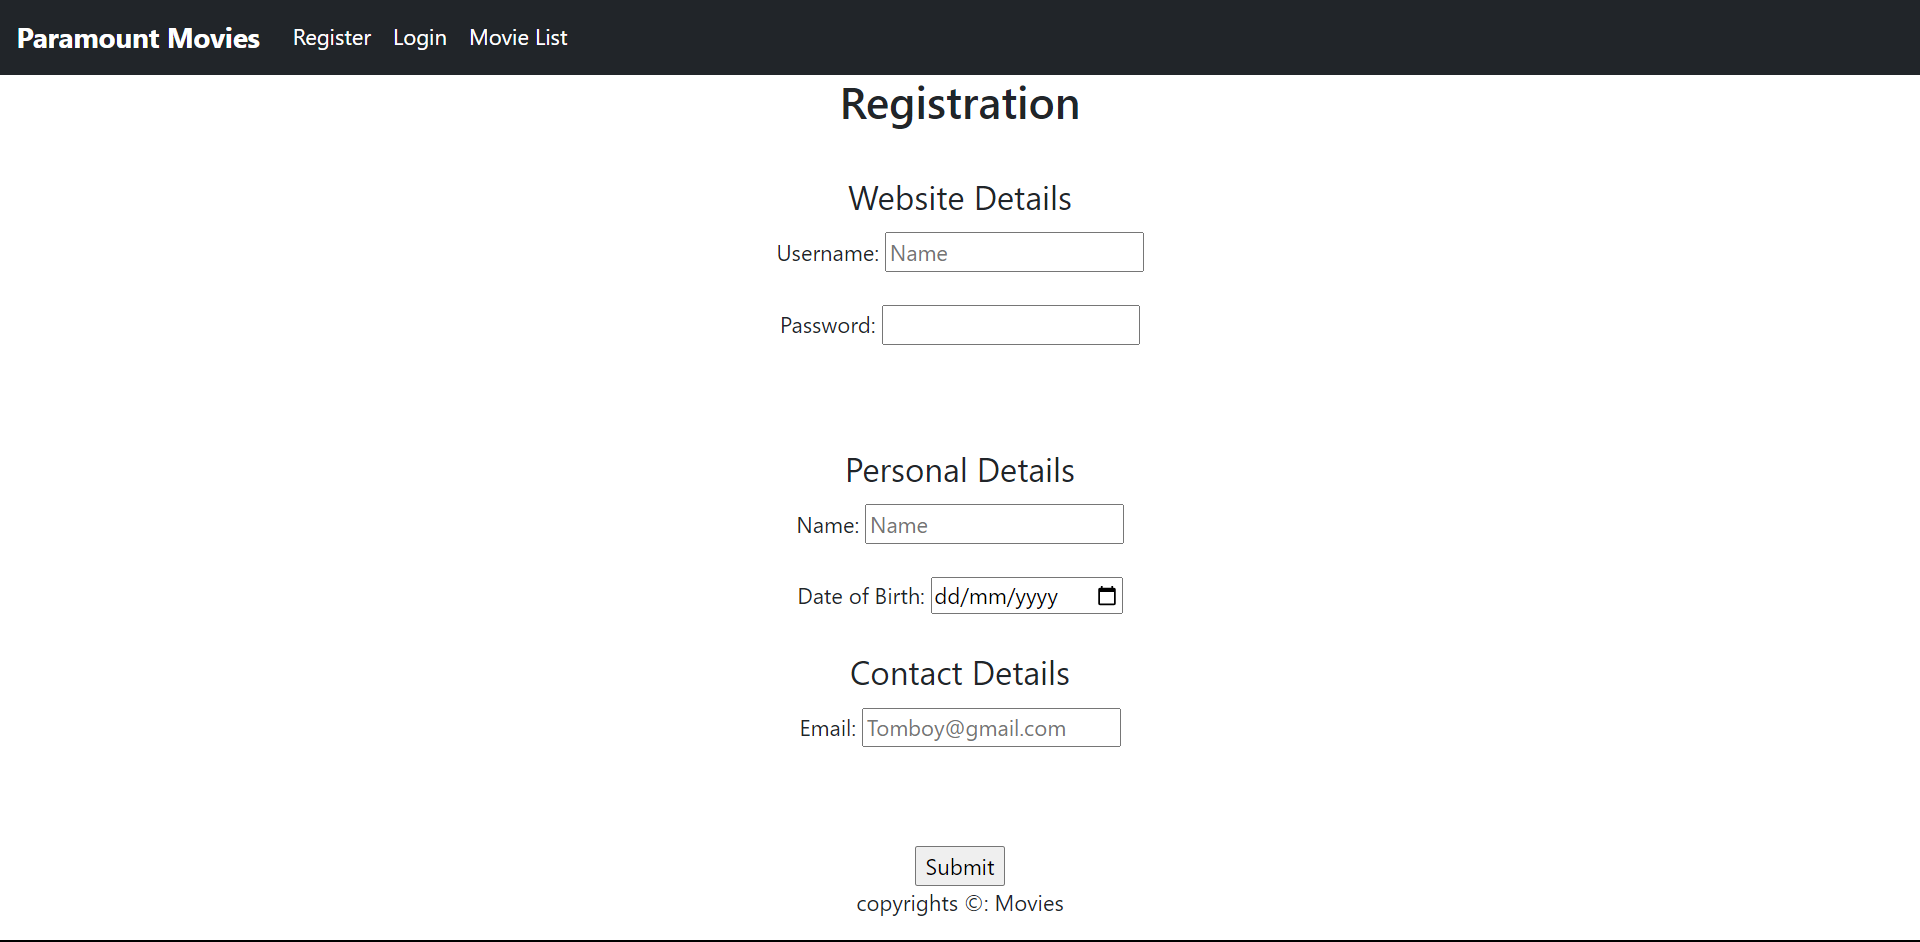 Paramount Movies Register Login Movie List
Registration
Website Details
Username: Name
Password:
Personal Details
Name: Name
Date of Birth: dd/mm/yyyy
Contact Details
Email: Tomboy@gmail.com
Submit
copyrights ©: Movies